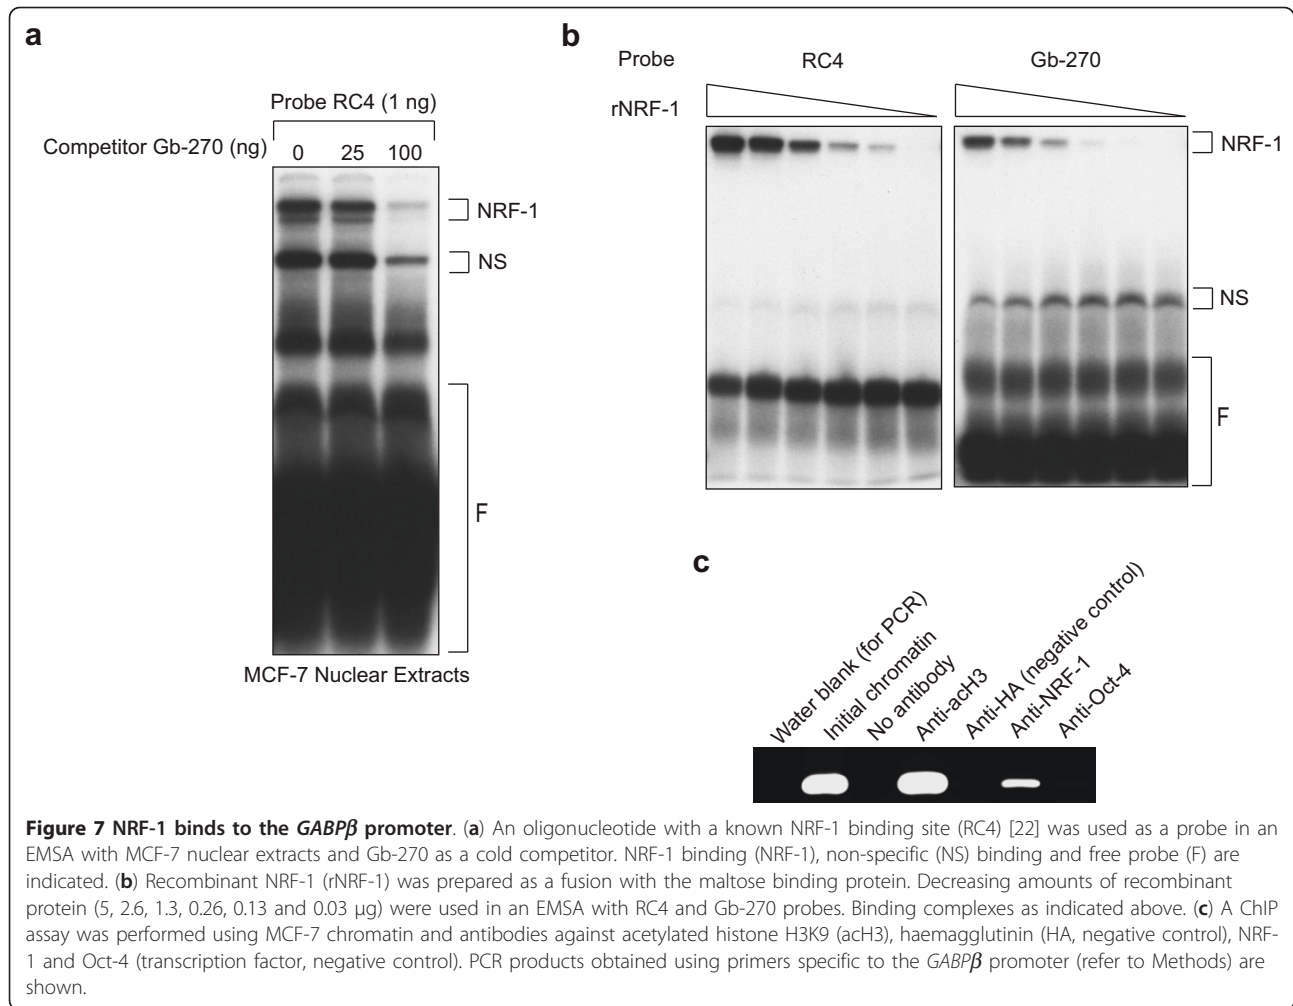 a
Probe RC4 (1 ng)
Competitor Gb-270 (ng) 0 25 100
NRF-1
NS
F
MCF-7 Nuclear Extracts
b
Probe RC4 Gb-270
rNRF-1
NRF-1
NS
F
c
Water blank (for PCR)
Initial chromatin
No antibody
Anti-acH3
Anti-HA (negative control)
Anti-NRF-1
Anti-Oct-4
Figure 7 NRF-1 binds to the GABPβ promoter. (a) An oligonucleotide with a known NRF-1 binding site (RC4) [22] was used as a probe in an
EMSA with MCF-7 nuclear extracts and Gb-270 as a cold competitor. NRF-1 binding (NRF-1), non-specific (NS) binding and free probe (F) are
indicated. (b) Recombinant NRF-1 (rNRF-1) was prepared as a fusion with the maltose binding protein. Decreasing amounts of recombinant
protein (5, 2.6, 1.3, 0.26, 0.13 and 0.03 μg) were used in an EMSA with RC4 and Gb-270 probes. Binding complexes as indicated above. (c) A ChIP
assay was performed using MCF-7 chromatin and antibodies against acetylated histone H3K9 (acH3), haemagglutinin (HA, negative control), NRF-
1 and Oct-4 (transcription factor, negative control). PCR products obtained using primers specific to the GABPβ promoter (refer to Methods) are
shown.